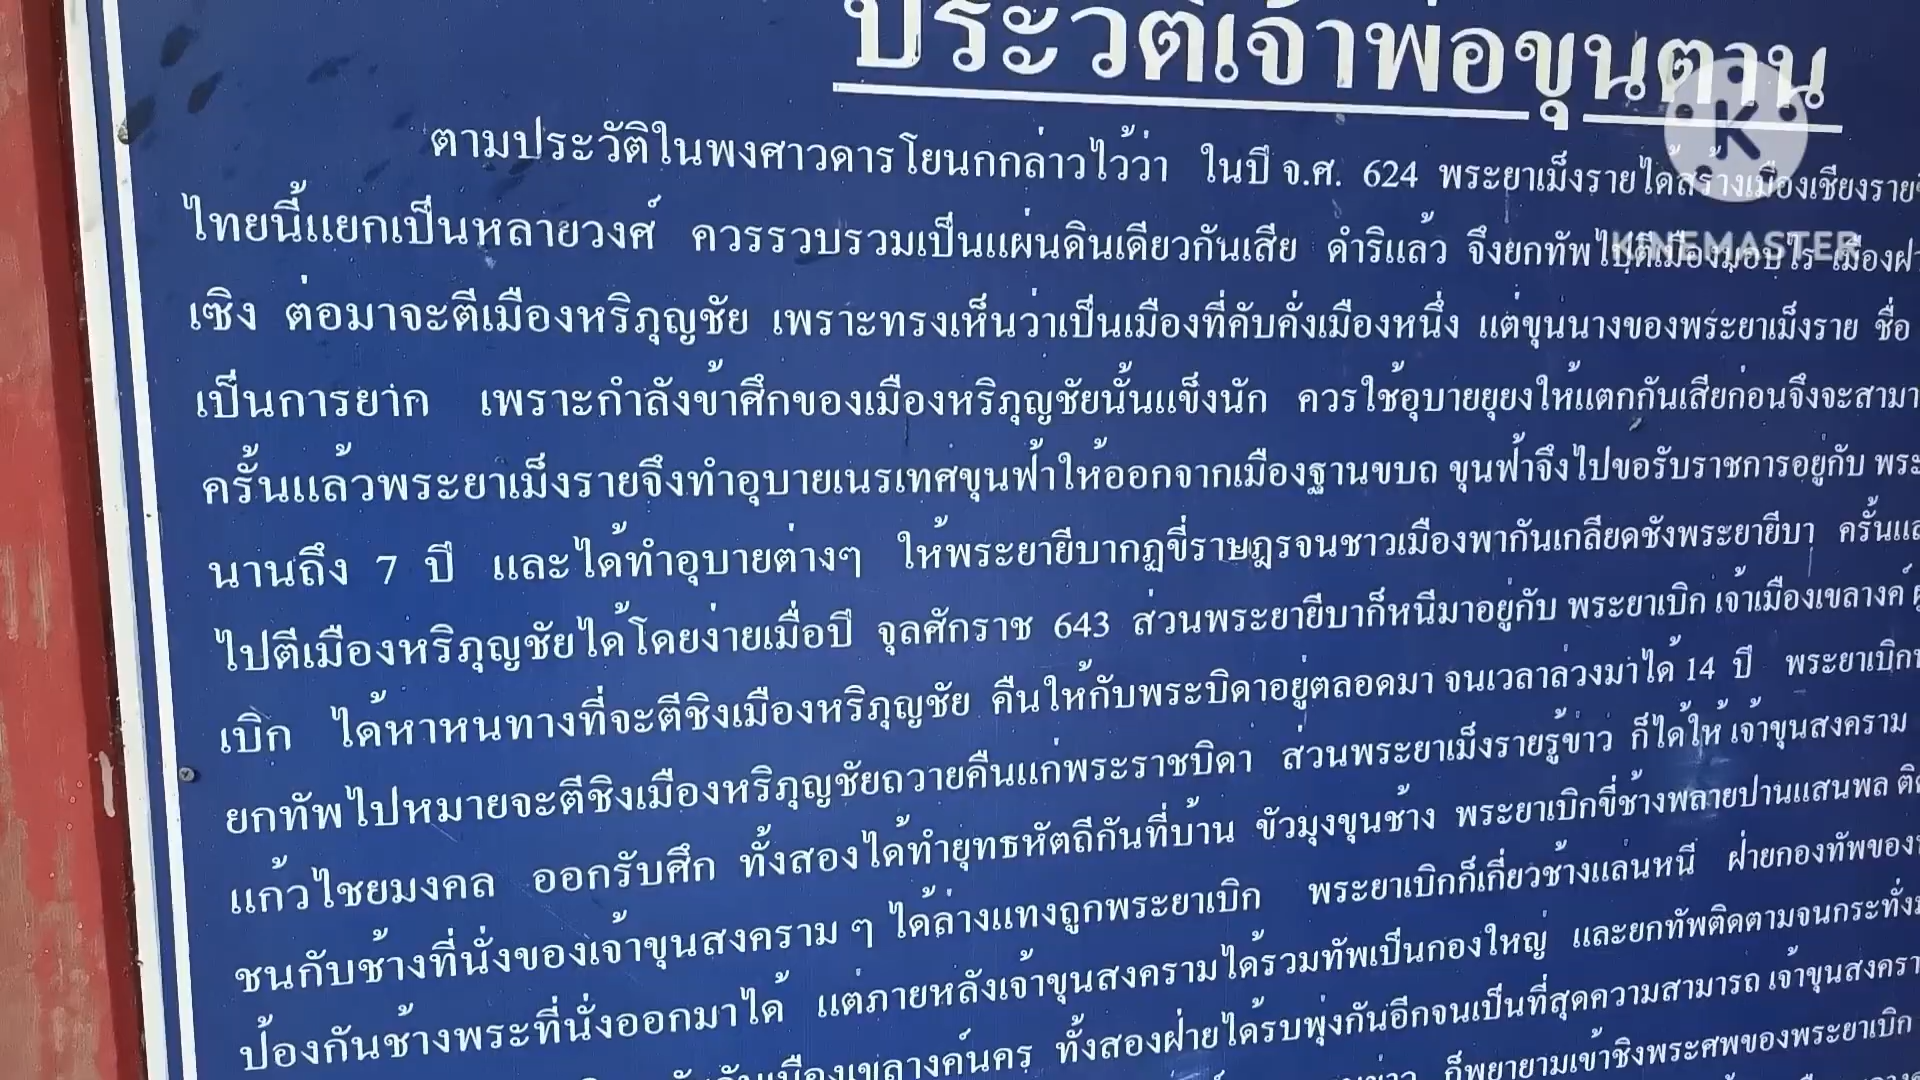 ประวัติเจ้าพ่อขุนตาน
ตามประวัติในพงศาวดารโยนกกล่าวไว้ว่า ในปี จ.ศ. 624 พระยาเม็งรายได้สร้างเมืองเชียงราย
ไทยนี้แยกเป็นหลายวงศ์ ควรรวบรวมเป็นแผ่นดินเดียวกันเสีย ดำริแล้ว จึงยกทัพไปตีเมืองมอบไร เมือง
KINEMASTER
เซิง ต่อมาจะตีเมืองหริภุญชัย เพราะทรงเห็นว่าเป็นเมืองที่คับคั่งเมืองหนึ่ง แต่ขุนนางของพระยาเม็งราย ชื่อ
เป็นการยาก เพราะกำลังข้าศึกของเมืองหริภุญชัยนั้นแข็งนัก ควรใช้อุบายยุยงให้แตกกันเสียก่อนจึงจะสามา
ครั้นแล้วพระยาเม็งรายจึงทำอุบายเนรเทศขุนฟ้าให้ออกจากเมืองฐานขบถ ขุนฟ้าจึงไปขอรับราชการอยู่กับ พระ
นานถึง 7 ปี และได้ทำอุบายต่างๆ ให้พระยายีบากฏขี่ราษฎรจนชาวเมืองพากันเกลียดชังพระยายีบา ครั้นแล
ไปตีเมืองหริภุญชัยได้โดยง่ายเมื่อปี จุลศักราช 643 ส่วนพระยายีบาก็หนีมาอยู่กับ พระยาเบิก เจ้าเมืองเขลางค์
เบิก ได้หาหนทางที่จะตีชิงเมืองหริภุญชัย คืนให้กับพระบิดาอยู่ตลอดมา จนเวลาล่วงมาได้ 14 ปี พระยาเบิก
ยกทัพไปหมายจะตีชิงเมืองหริภุญชัยถวายคืนแก่พระราชบิดา ส่วนพระยาเม็งรายรู้ข่าว ก็ได้ให้ เจ้าขุนสงคราม
แก้วไชยมงคล ออกรับศึก ทั้งสองได้ทำยุทธหัตถีกันที่บ้าน ขัวมุงขุนช้าง พระยาเบิกขี่ช้างพลายปานแสนพล ติ
ชนกับช้างที่นั่งของเจ้าขุนสงคราม ๆ ได้ล่างแทงถูกพระยาเบิก พระยาเบิกก็เกี่ยวช้างแล่นหนี ฝ่ายกองทัพของ
ป้องกันช้างพระที่นั่งออกมาได้ แต่ภายหลังเจ้าขุนสงครามได้รวมทัพเป็นกองใหญ่ และยกทัพติดตามจนกระทั่ง
เมืองเขลางค์นคร ทั้งสองฝ่ายได้รบพุ่งกันอีกจนเป็นที่สุดความสามารถ เจ้าขุนสงครา
ก็พยายามเข้าชิงพระศพของพระยาเบิก